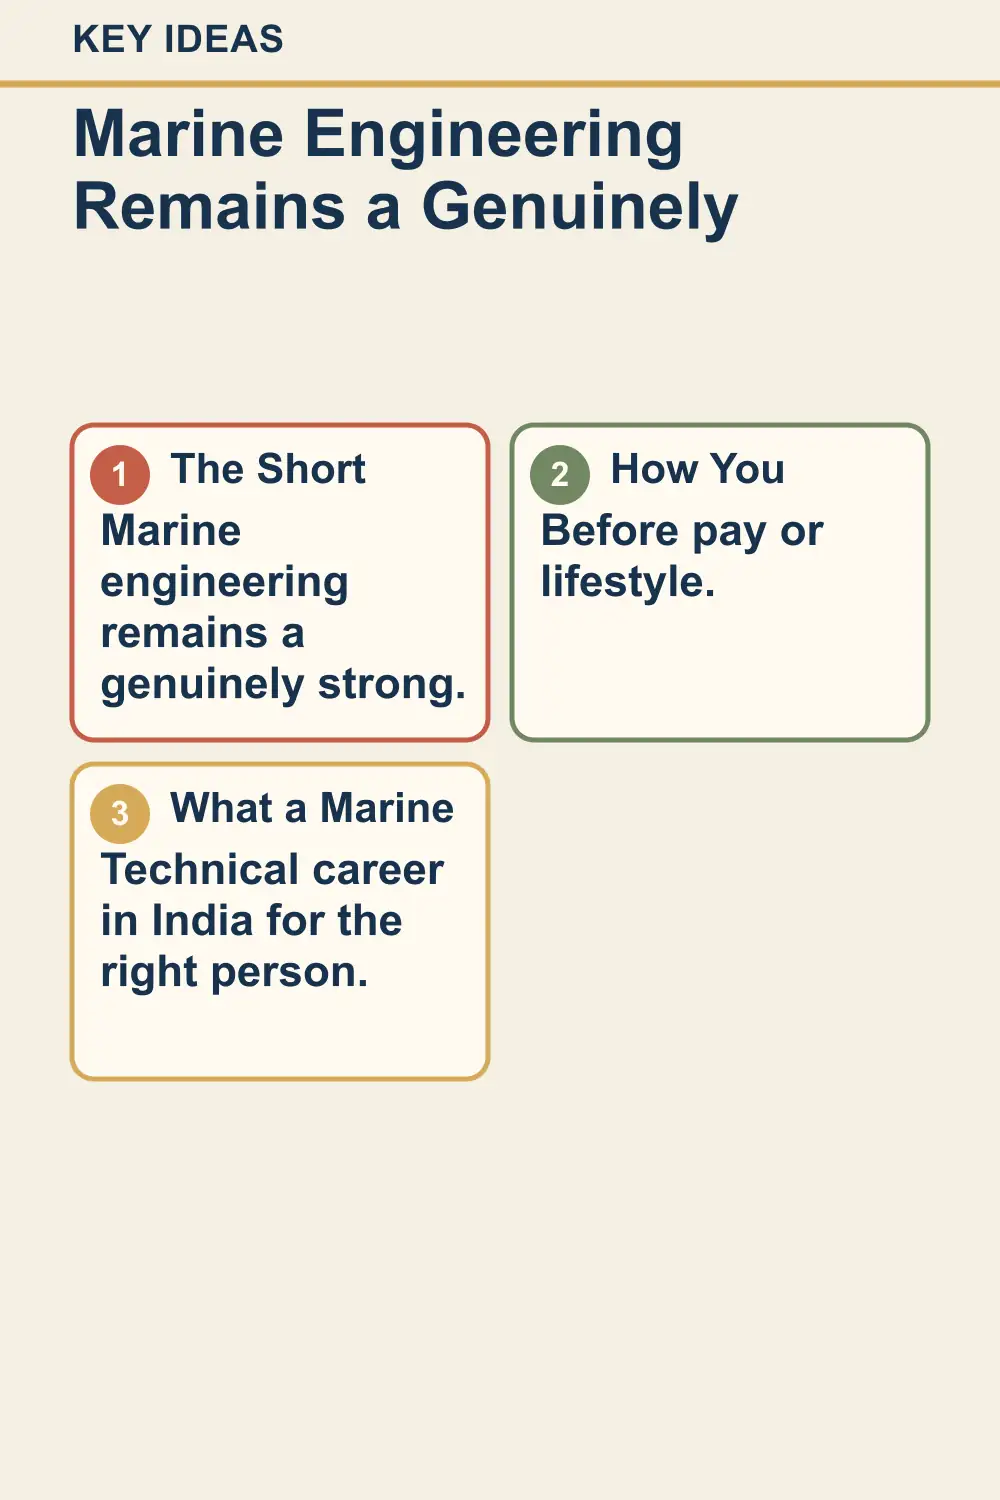 KEY IDEAS
Marine Engineering
Remains a Genuinely
1 The Short
Marine
engineering
remains a
genuinely strong.
2 How You
Before pay or
lifestyle.
3 What a Marine
Technical career
in India for the
right person.